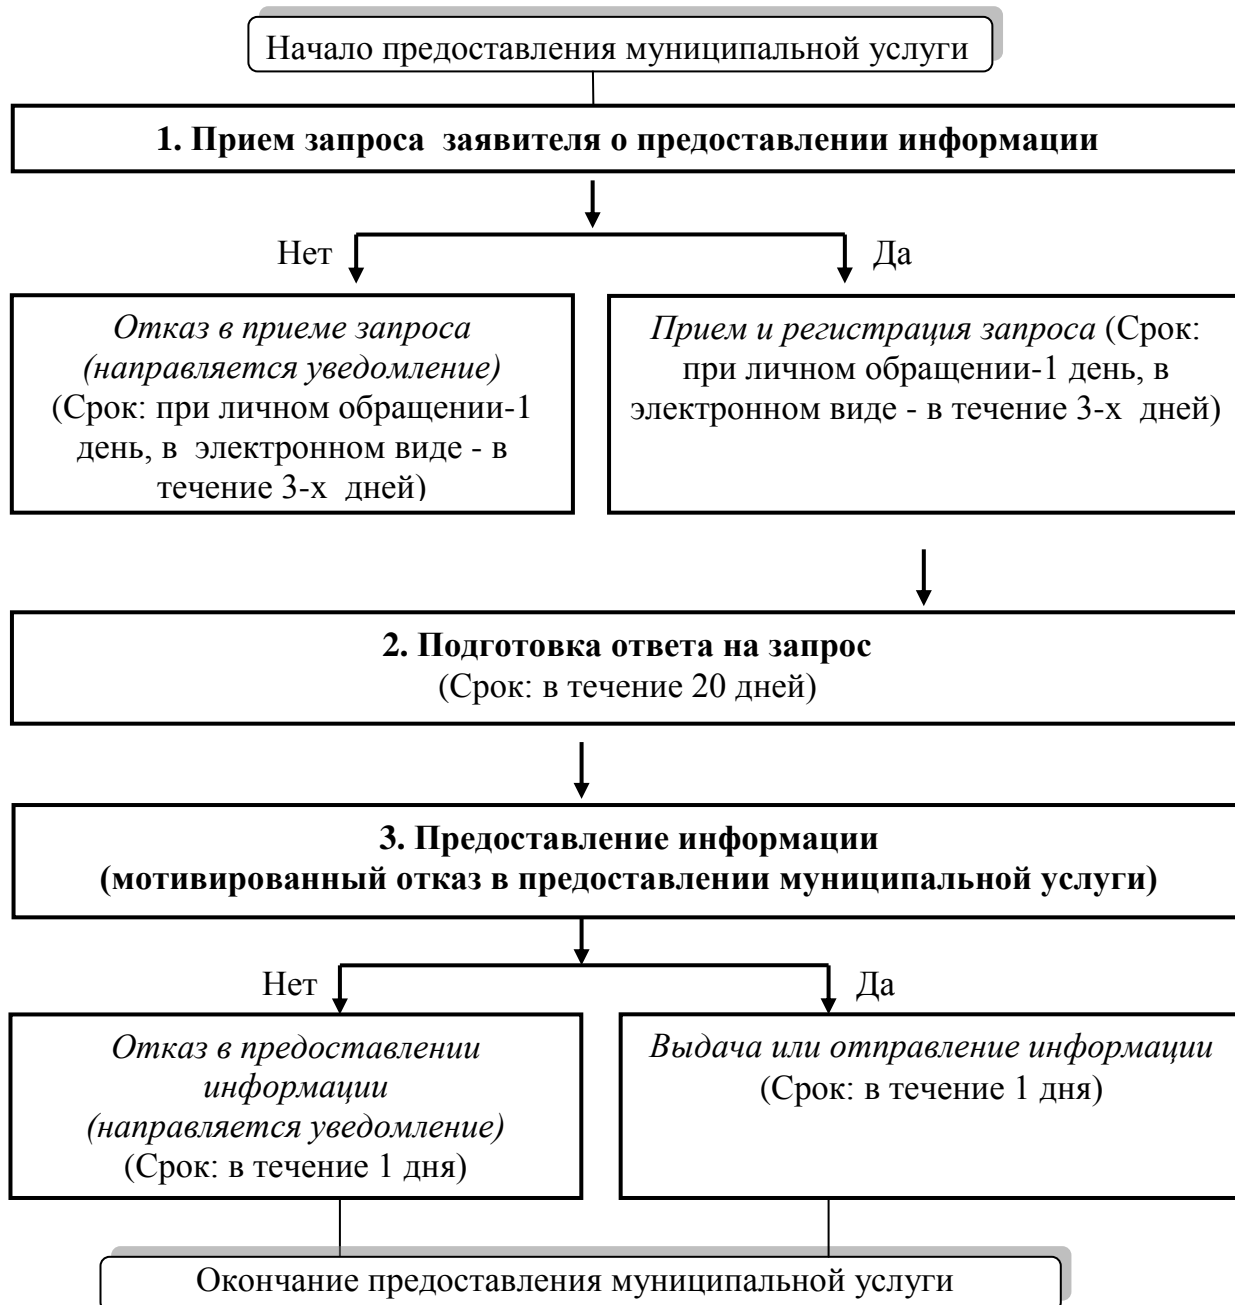 Начало предоставления муниципальной услуги
1. Прием запроса  заявителя о предоставлении информации
Нет
Да
Отказ в приеме запроса
(направляется уведомление)
(Срок: при личном обращении-1
день, в  электронном виде - в
течение 3-х  дней)
Прием и регистрация запроса (Срок:
при личном обращении-1 день, в
электронном виде - в течение 3-х  дней)
2. Подготовка ответа на запрос
(Срок: в течение 20 дней)
3. Предоставление информации
(мотивированный отказ в предоставлении муниципальной услуги)
Нет
Да
Отказ в предоставлении
информации
(направляется уведомление)
(Срок: в течение 1 дня)
Выдача или отправление информации
(Срок: в течение 1 дня)
Окончание предоставления муниципальной услуги